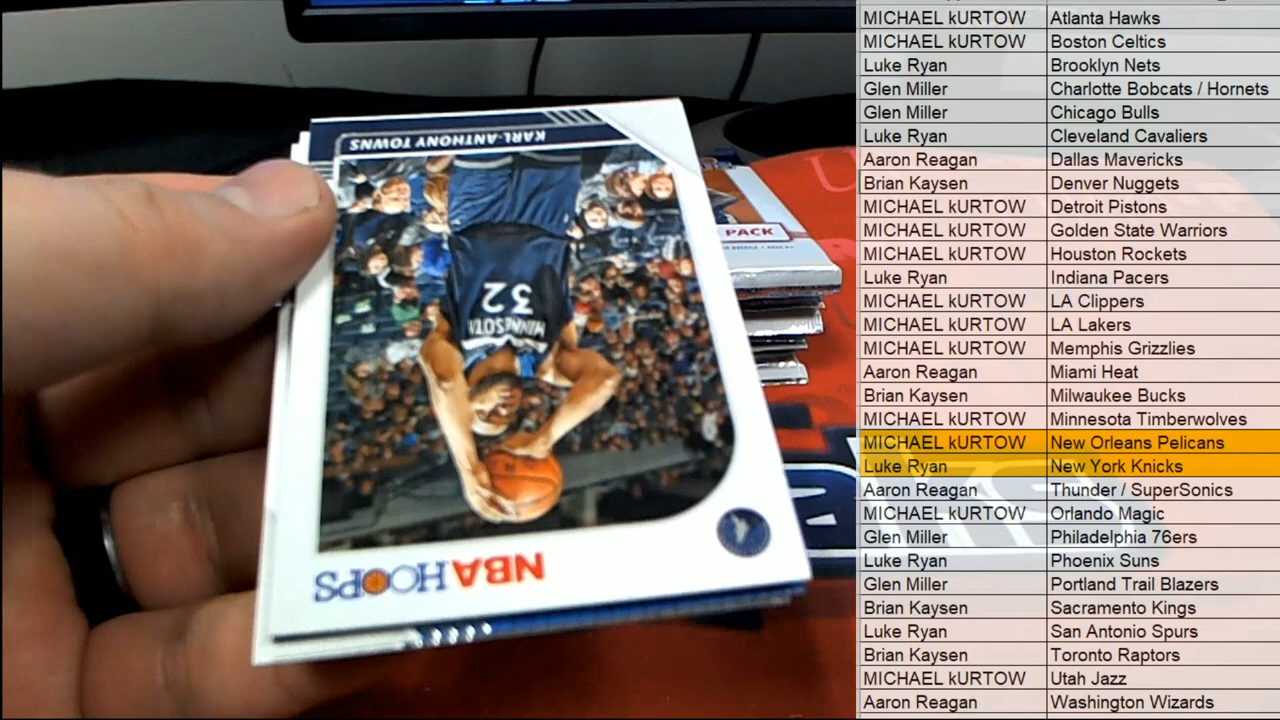 KARL-ANTHONY TOWNS
32
MINNESOTA
NBA HOOPS
PACK
MICHAEL kURTOW Atlanta Hawks
MICHAEL kURTOW Boston Celtics
Luke Ryan Brooklyn Nets
Glen Miller Charlotte Bobcats / Hornets
Glen Miller Chicago Bulls
Luke Ryan Cleveland Cavaliers
Aaron Reagan Dallas Mavericks
Brian Kaysen Denver Nuggets
MICHAEL kURTOW Detroit Pistons
MICHAEL kURTOW Golden State Warriors
MICHAEL kURTOW Houston Rockets
Luke Ryan Indiana Pacers
MICHAEL kURTOW LA Clippers
MICHAEL kURTOW LA Lakers
MICHAEL kURTOW Memphis Grizzlies
Aaron Reagan Miami Heat
Brian Kaysen Milwaukee Bucks
MICHAEL kURTOW Minnesota Timberwolves
MICHAEL kURTOW New Orleans Pelicans
Luke Ryan New York Knicks
Aaron Reagan Thunder / SuperSonics
MICHAEL kURTOW Orlando Magic
Glen Miller Philadelphia 76ers
Luke Ryan Phoenix Suns
Glen Miller Portland Trail Blazers
Brian Kaysen Sacramento Kings
Luke Ryan San Antonio Spurs
Brian Kaysen Toronto Raptors
MICHAEL kURTOW Utah Jazz
Aaron Reagan Washington Wizards